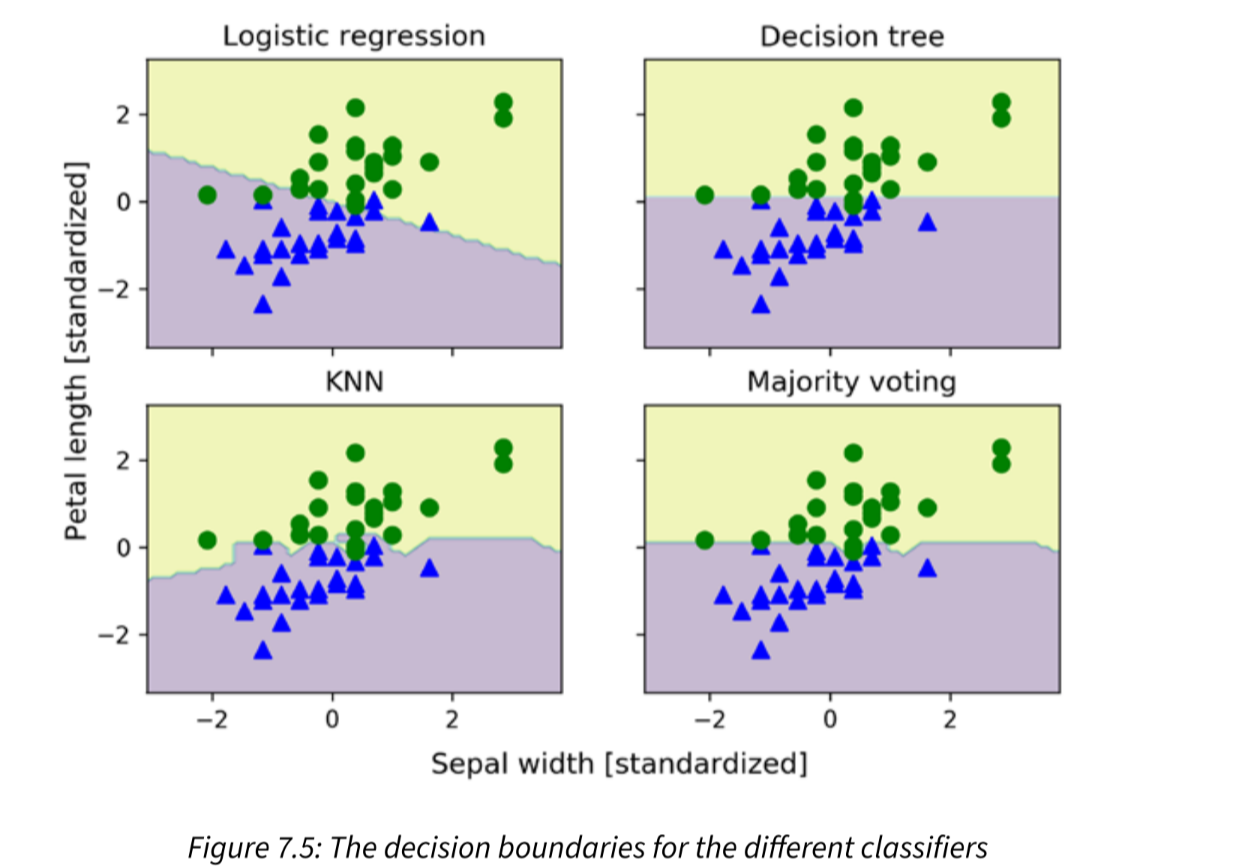 Logistic regression
Decision tree
2
0
−2
KNN
Majority voting
2
0
−2
−2 0 2
−2 0 2
Petal length [standardized]
Sepal width [standardized]
Figure 7.5: The decision boundaries for the different classifiers